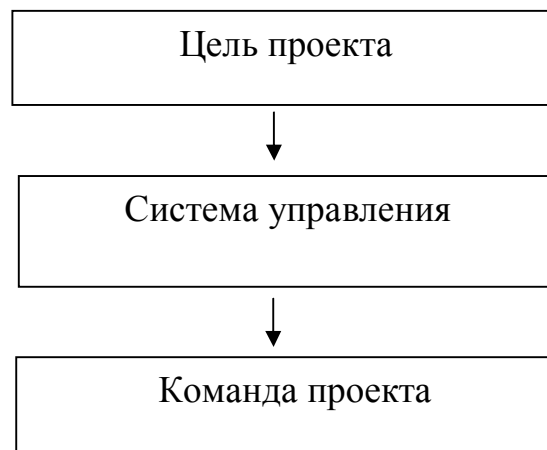 Цель проекта
Система управления
Команда проекта